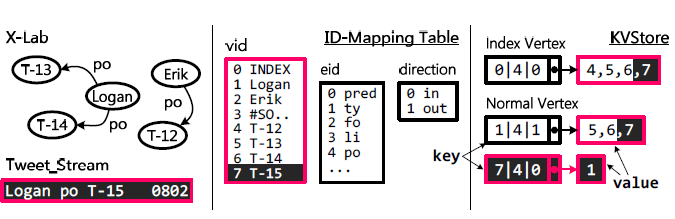 X-Lab
T-13
po
Erik
Logan
po
T-14
po
T-12
Tweet_Stream
Logan po T-15 0802
ID-Mapping Table
vid
0 INDEX
1 Logan
2 Erik
3 #SO..
4 T-12
5 T-13
6 T-14
7 T-15
eid
0 pred
1 ty
2 fo
3 li
4 po
...
direction
0 in
1 out
KVStore
Index Vertex
0|4|0
4,5,6,7
Normal Vertex
1|4|1
5,6,7
key
7|4|0
1
value